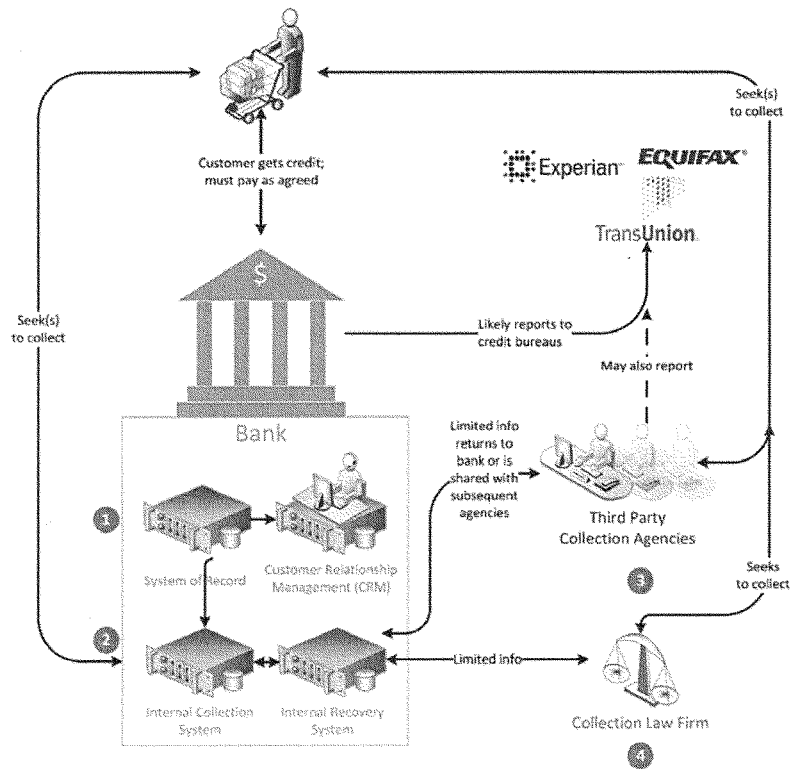 Seek(s)
to collect
Customer gets credit;
must pay as agreed
Experian
EQUIFAX
TransUnion
$
Seek(s)
to collect
Likely reports to
credit bureaus
May also report
Bank
Limited info
returns to
bank or is
shared with
subsequent
agencies
1
System of Record
Customer Relationship
Management (CRM)
Third Party
Collection Agencies
3
Seeks
to collect
2
Internal Collection
System
Internal Recovery
System
Limited info
Collection Law Firm
4